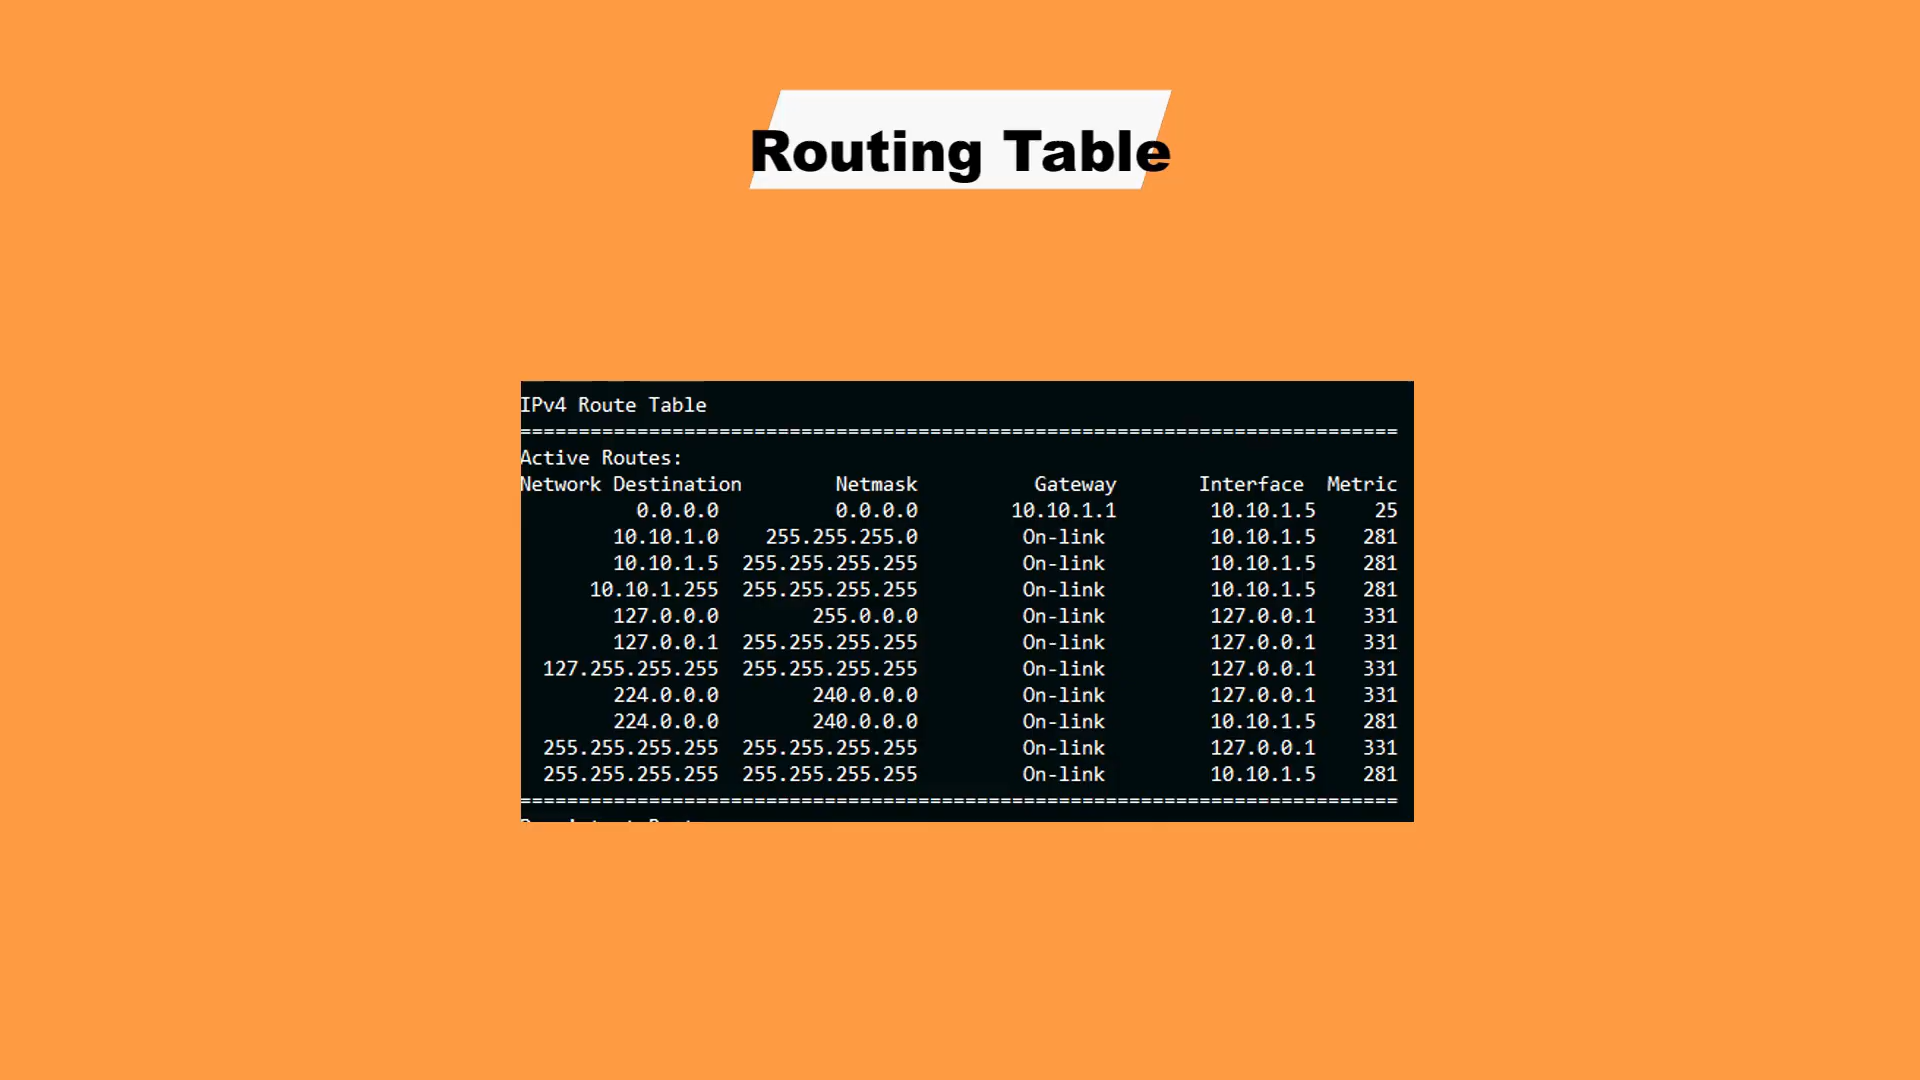 Routing Table
IPv4 Route Table
===========================================================================
Active Routes:
Network Destination        Netmask          Gateway       Interface  Metric
0.0.0.0          0.0.0.0        10.10.1.1        10.10.1.5     25
10.10.1.0    255.255.255.0         On-link         10.10.1.5    281
10.10.1.5  255.255.255.255         On-link         10.10.1.5    281
10.10.1.255  255.255.255.255         On-link         10.10.1.5    281
127.0.0.0        255.0.0.0         On-link         127.0.0.1    331
127.0.0.1  255.255.255.255         On-link         127.0.0.1    331
127.255.255.255  255.255.255.255         On-link         127.0.0.1    331
224.0.0.0        240.0.0.0         On-link         127.0.0.1    331
224.0.0.0        240.0.0.0         On-link         10.10.1.5    281
255.255.255.255  255.255.255.255         On-link         127.0.0.1    331
255.255.255.255  255.255.255.255         On-link         10.10.1.5    281
===========================================================================